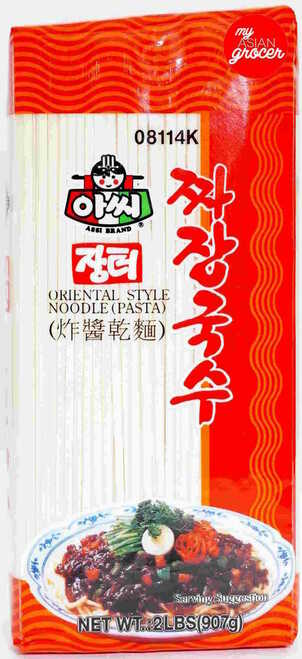 my
ASIAN
grocer
08114K
아씨
ASSI BRAND ®
장터
짜장국수
ORIENTAL STYLE
NOODLE (PASTA)
(炸醬乾麵)
Serving Suggestion
NET WT.: 2LBS(907g)